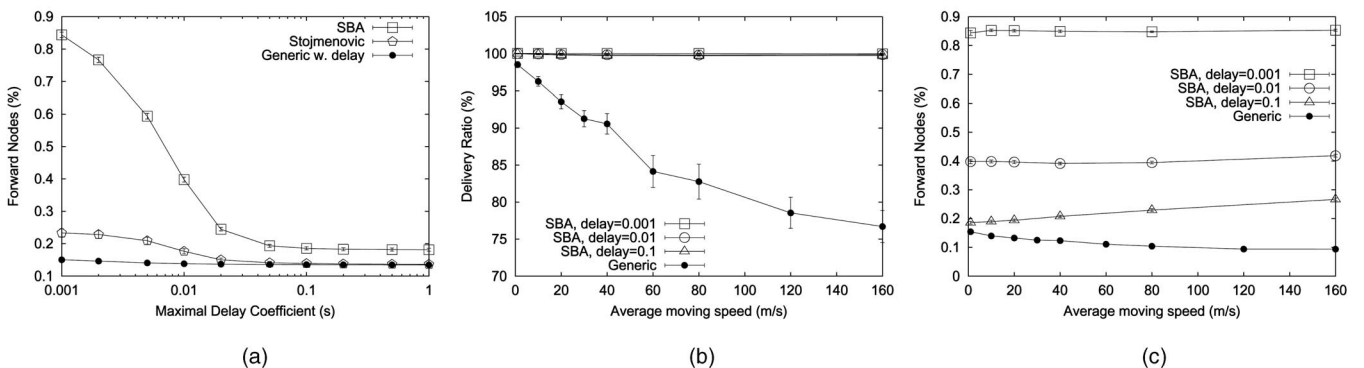 0.9
0.8
0.7
0.6
0.5
0.4
0.3
0.2
0.1
Forward Nodes (%)
SBA
Stojmenovic
Generic w. delay
0.001
0.01
0.1
1
Maximal Delay Coefficient (s)
(a)
105
100
95
90
85
80
75
70
Delivery Ratio (%)
SBA, delay=0.001
SBA, delay=0.01
SBA, delay=0.1
Generic
0 20 40 60 80 100 120 140 160
Average moving speed (m/s)
(b)
0.9
0.8
0.7
0.6
0.5
0.4
0.3
0.2
0.1
0
Forward Nodes (%)
SBA, delay=0.001
SBA, delay=0.01
SBA, delay=0.1
Generic
0 20 40 60 80 100 120 140 160
Average moving speed (m/s)
(c)